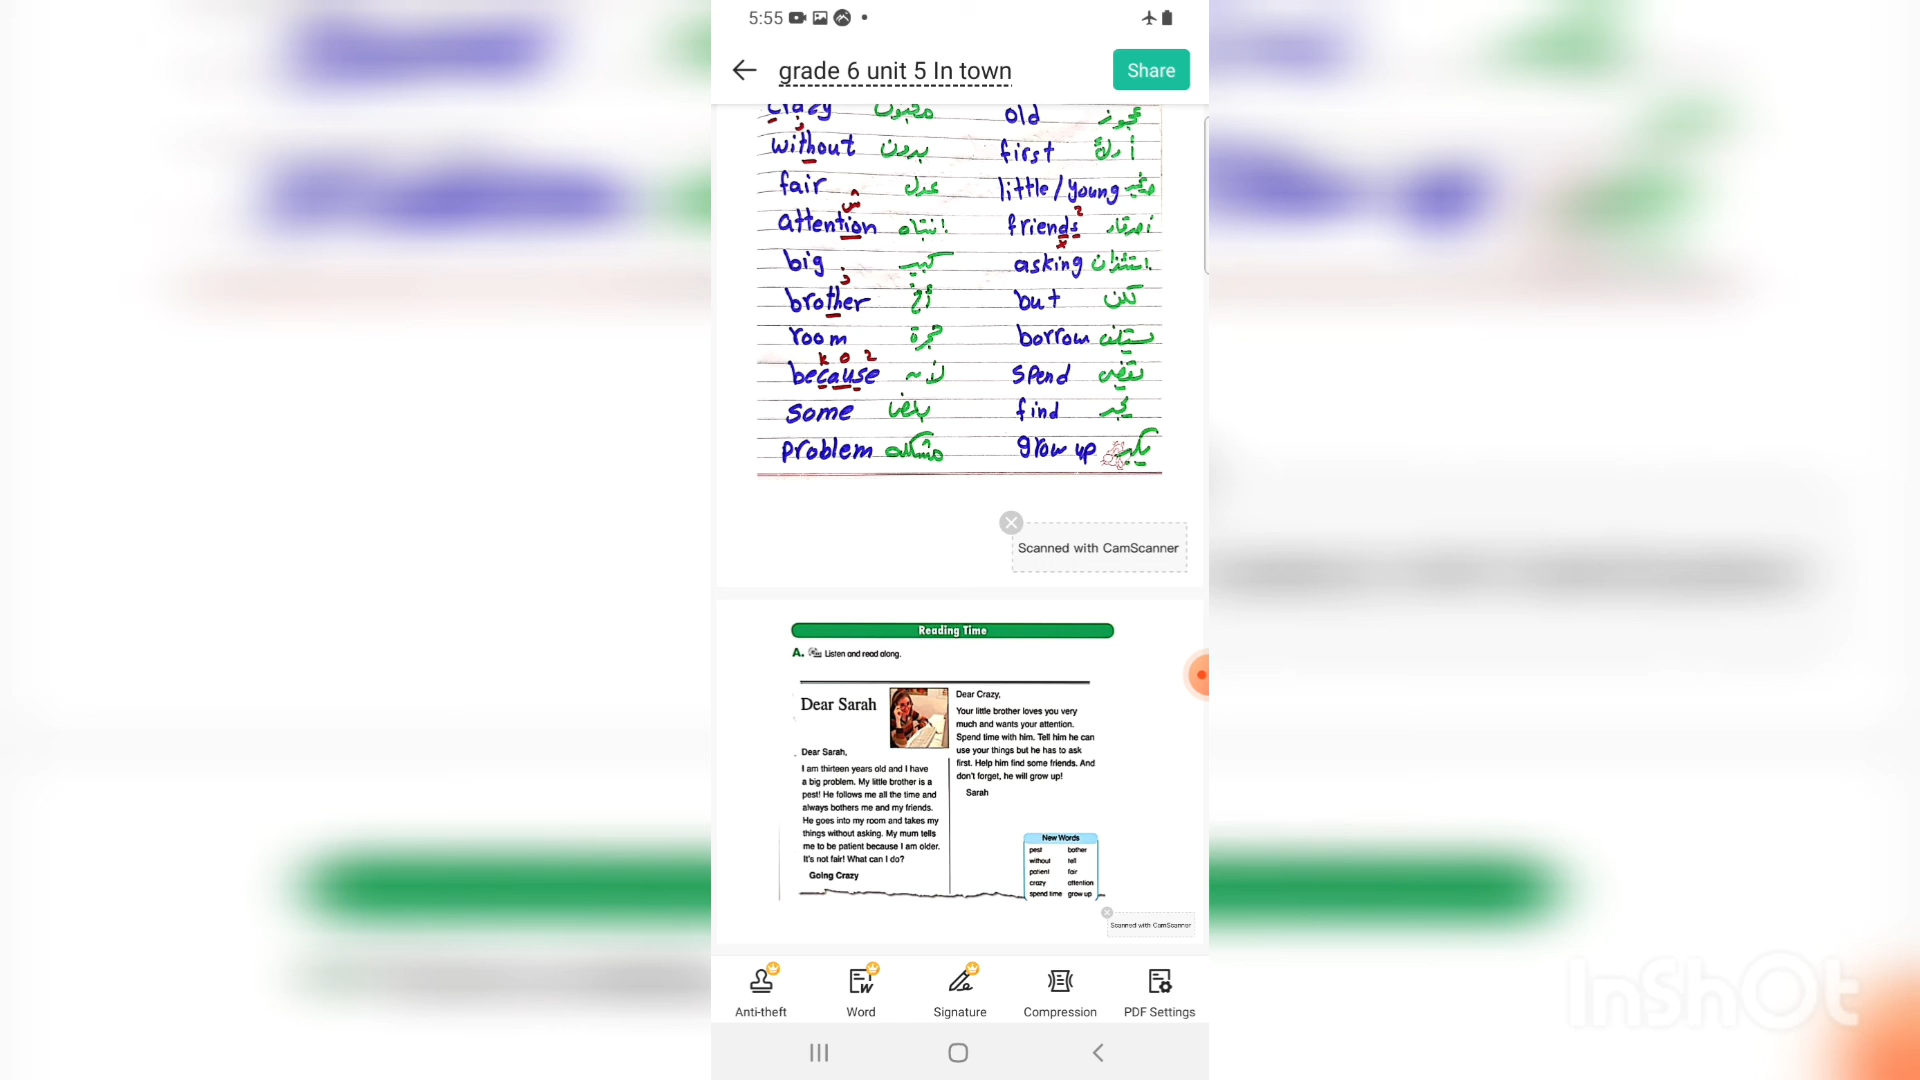 5:55
grade 6 unit 5 In town
Share
crazy مجنون old عجوز
without بدون first أولاً
fair عدل little/young صغير
attention انتباه friends أصدقاء
big كبير asking استئذان
brother أخ but لكن
room حجرة borrow
because spend
some بعض find يجد
problem مشكلة grow up يكبر
Scanned with CamScanner
Reading Time
A. Listen and read along.
Dear Sarah
Dear Sarah,
I am thirteen years old and I have
a big problem. My little brother is a
pest! He follows me all the time and
always bothers me and my friends.
He goes into my room and takes my
things without asking. My mum tells
me to be patient because I am older.
It's not fair! What can I do?
Going Crazy
Dear Crazy,
Your little brother loves you very
much and wants your attention.
Spend time with him. Tell him he can
use your things but he has to ask
first. Help him find some friends. And
don't forget, he will grow up!
Sarah
New Words
pest bother
without tell
patient fair
crazy attention
spend time grow up
Scanned with CamScanner
Anti-theft Word Signature Compression PDF Settings
InShOt